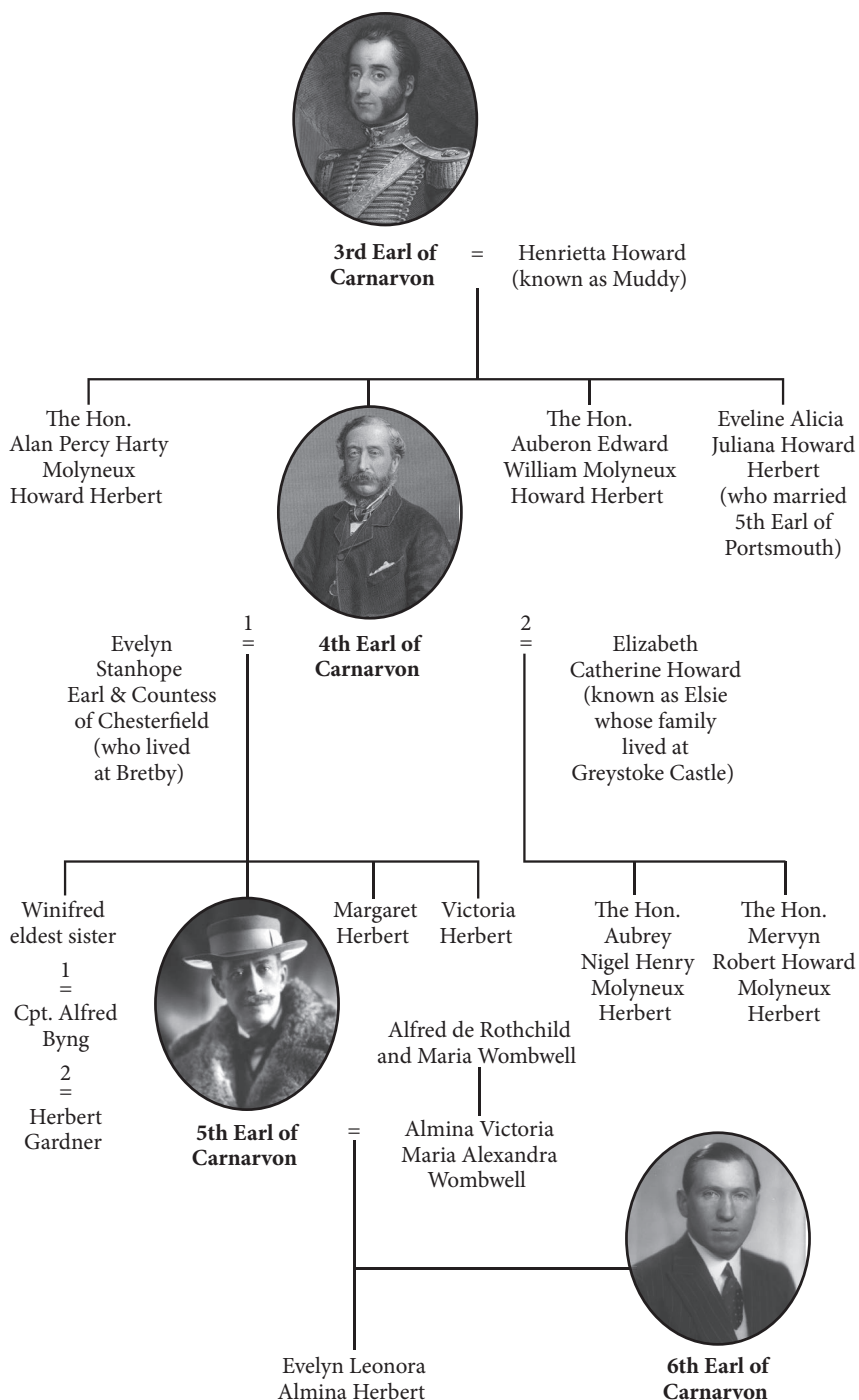 3rd Earl of
Carnarvon
=
Henrietta Howard
(known as Muddy)
The Hon.
Alan Percy Harty
Molyneux
Howard Herbert
The Hon.
Auberon Edward
William Molyneux
Howard Herbert
Eveline Alicia
Juliana Howard
Herbert
(who married
5th Earl of
Portsmouth)
Evelyn
Stanhope
Earl & Countess
of Chesterfield
(who lived
at Bretby)
1
=
4th Earl of
Carnarvon
2
=
Elizabeth
Catherine Howard
(known as Elsie
whose family
lived at
Greystoke Castle)
Winifred
eldest sister
1
=
Cpt. Alfred
Byng
2
=
Herbert
Gardner
Margaret
Herbert
Victoria
Herbert
The Hon.
Aubrey
Nigel Henry
Molyneux
Herbert
The Hon.
Mervyn
Robert Howard
Molyneux
Herbert
Alfred de Rothchild
and Maria Wombwell
5th Earl of
Carnarvon
=
Almina Victoria
Maria Alexandra
Wombwell
Evelyn Leonora
Almina Herbert
6th Earl of
Carnarvon